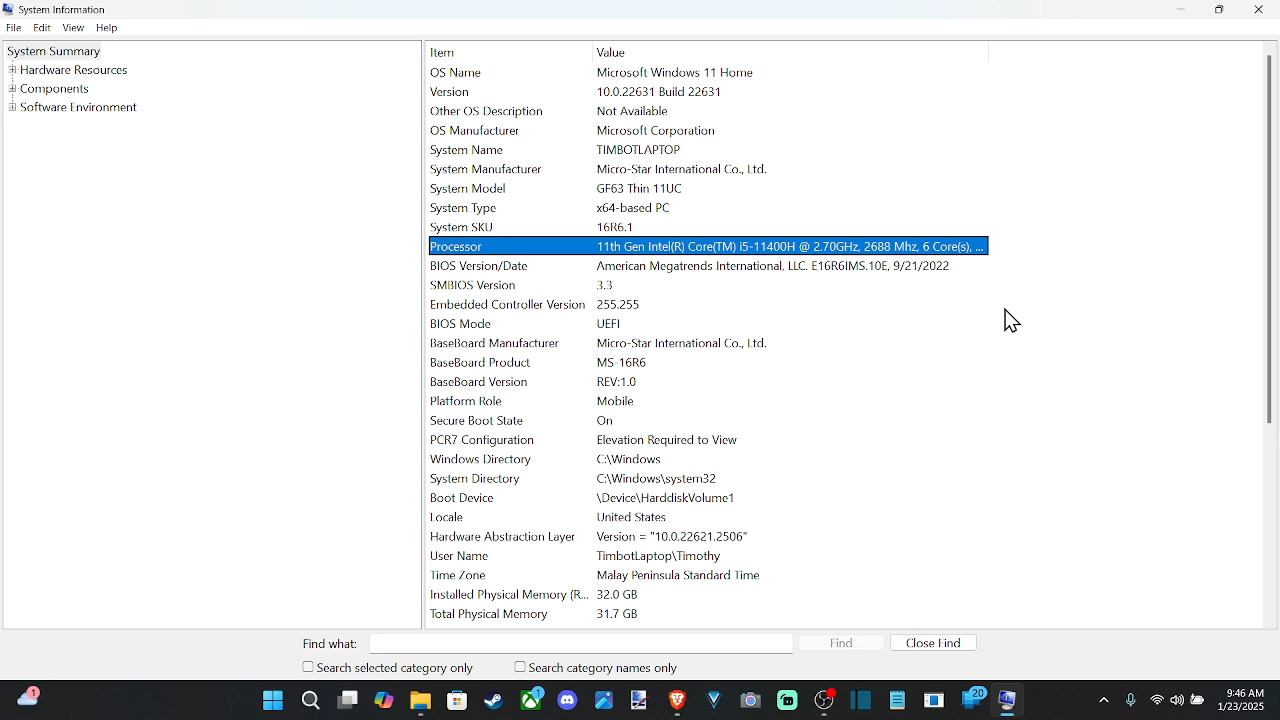 System Information
File Edit View Help
System Summary
Hardware Resources
Components
Software Environment
Item Value
OS Name Microsoft Windows 11 Home
Version 10.0.22631 Build 22631
Other OS Description Not Available
OS Manufacturer Microsoft Corporation
System Name TIMBOTLAPTOP
System Manufacturer Micro-Star International Co., Ltd.
System Model GF63 Thin 11UC
System Type x64-based PC
System SKU 16R6.1
Processor 11th Gen Intel(R) Core(TM) i5-11400H @ 2.70GHz, 2688 Mhz, 6 Core(s), ...
BIOS Version/Date American Megatrends International, LLC. E16R6IMS.10E, 9/21/2022
SMBIOS Version 3.3
Embedded Controller Version 255.255
BIOS Mode UEFI
BaseBoard Manufacturer Micro-Star International Co., Ltd.
BaseBoard Product MS-16R6
BaseBoard Version REV:1.0
Platform Role Mobile
Secure Boot State On
PCR7 Configuration Elevation Required to View
Windows Directory C:\Windows
System Directory C:\Windows\system32
Boot Device \Device\HarddiskVolume1
Locale United States
Hardware Abstraction Layer Version = "10.0.22621.2506"
User Name TimbotLaptop\Timothy
Time Zone Malay Peninsula Standard Time
Installed Physical Memory (R... 32.0 GB
Total Physical Memory 31.7 GB
Find what: Find Close Find
Search selected category only Search category names only
1 1 20 9:46 AM
1/23/2025